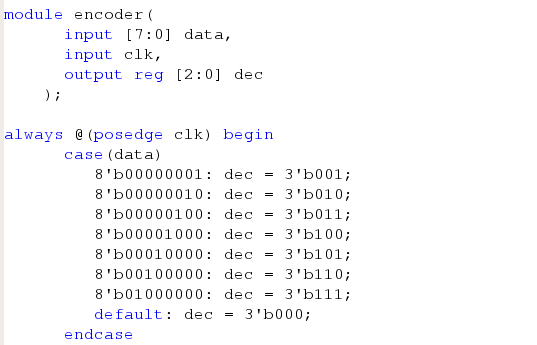 module encoder(
input [7:0] data,
input clk,
output reg [2:0] dec
);
always @(posedge clk) begin
case(data)
8'b00000001: dec = 3'b001;
8'b00000010: dec = 3'b010;
8'b00000100: dec = 3'b011;
8'b00001000: dec = 3'b100;
8'b00010000: dec = 3'b101;
8'b00100000: dec = 3'b110;
8'b01000000: dec = 3'b111;
default: dec = 3'b000;
endcase